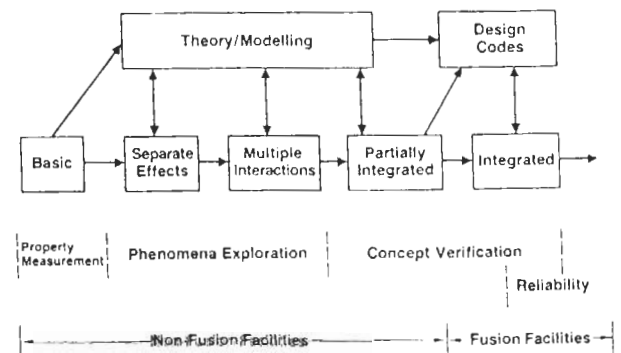 Theory/Modelling
Design
Codes
Basic
Separate
Effects
Multiple
Interactions
Partially
Integrated
Integrated
Property
Measurement
Phenomena Exploration
Concept Verification
Reliability
Non-Fusion Facilities
Fusion Facilities